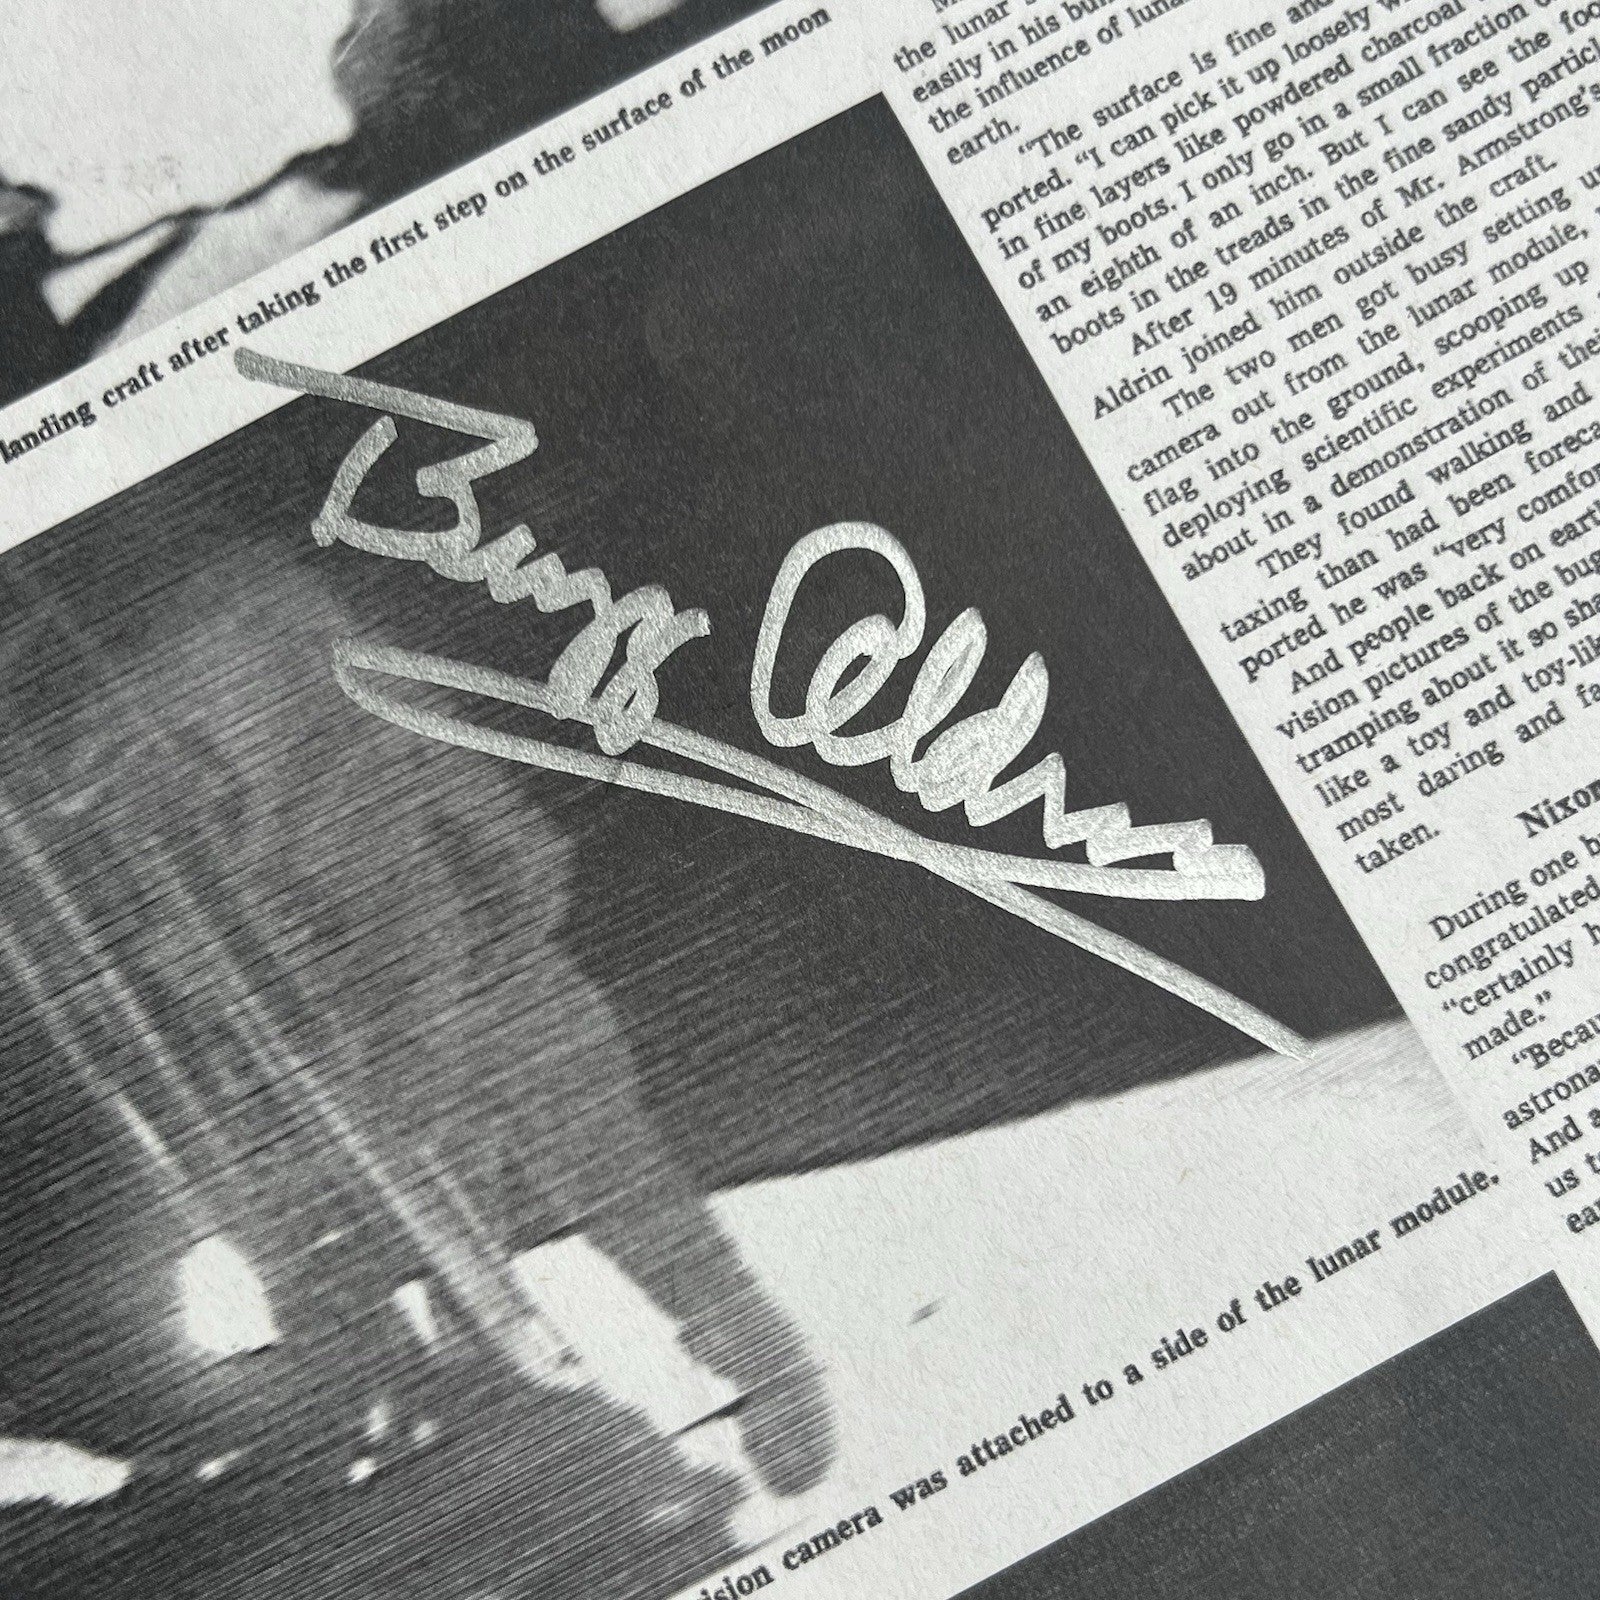 landing craft after taking the first step on the surface of the moon
Buzz Aldrin
vision camera was attached to a side of the lunar module.
the lunar
easily in his
the influence of
earth.
"The surface is fine and
ported. "I can pick it up loosely
in fine layers like powdered charcoal
of my boots. I only go in a small fraction
an eighth of an inch. But I can see the
boots in the treads in the fine sandy
After 19 minutes of Mr. Armstrong's
Aldrin joined him outside the craft.
The two men got busy setting
camera out from the lunar module,
flag into the ground, scooping up
deploying scientific experiments
about in a demonstration of
They found walking and
taxing than had been
ported he was "very
And people back on
vision pictures of the
tramping about it so
like a toy and
most daring and
taken.
Nixon
During one
congratulated
"certainly
made."
us